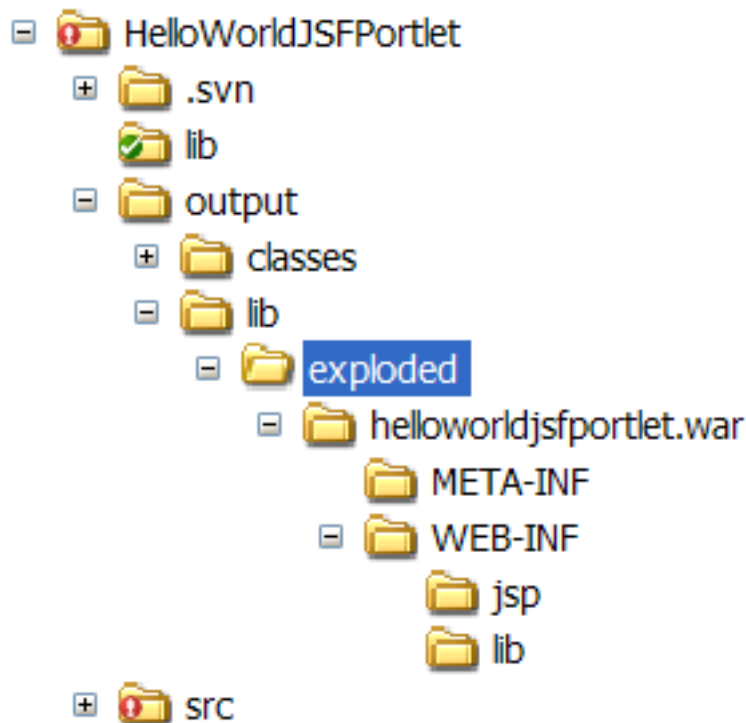 HelloWorldJSFPortlet
.svn
lib
output
classes
lib
exploded
helloworldjsfportlet.war
META-INF
WEB-INF
jsp
lib
src